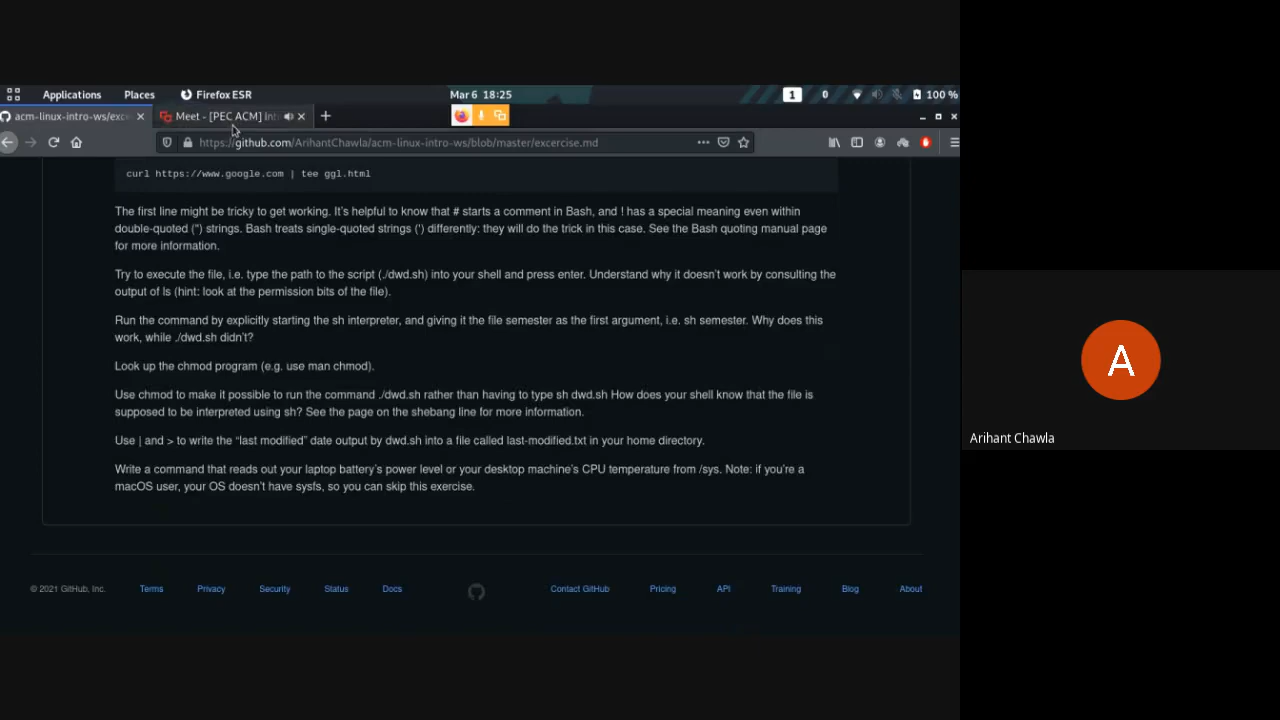 Applications Places Firefox ESR Mar 6 18:25 1 0 100 %
acm-linux-intro-ws/exc Meet - [PEC ACM] int
https://github.com/ArihantChawla/acm-linux-intro-ws/blob/master/excercise.md
curl https://www.google.com | tee ggl.html
The first line might be tricky to get working. It's helpful to know that # starts a comment in Bash, and ! has a special meaning even within
double-quoted (") strings. Bash treats single-quoted strings (') differently: they will do the trick in this case. See the Bash quoting manual page
for more information.
Try to execute the file, i.e. type the path to the script (./dwd.sh) into your shell and press enter. Understand why it doesn't work by consulting the
output of ls (hint: look at the permission bits of the file).
Run the command by explicitly starting the sh interpreter, and giving it the file semester as the first argument, i.e. sh semester. Why does this
work, while ./dwd.sh didn't?
Look up the chmod program (e.g. use man chmod).
Use chmod to make it possible to run the command ./dwd.sh rather than having to type sh dwd.sh How does your shell know that the file is
supposed to be interpreted using sh? See the page on the shebang line for more information.
Use | and > to write the “last modified” date output by dwd.sh into a file called last-modified.txt in your home directory.
Write a command that reads out your laptop battery's power level or your desktop machine's CPU temperature from /sys. Note: if you're a
macOS user, your OS doesn't have sysfs, so you can skip this exercise.
© 2021 GitHub, Inc. Terms Privacy Security Status Docs Contact GitHub Pricing API Training Blog About
A
Arihant Chawla